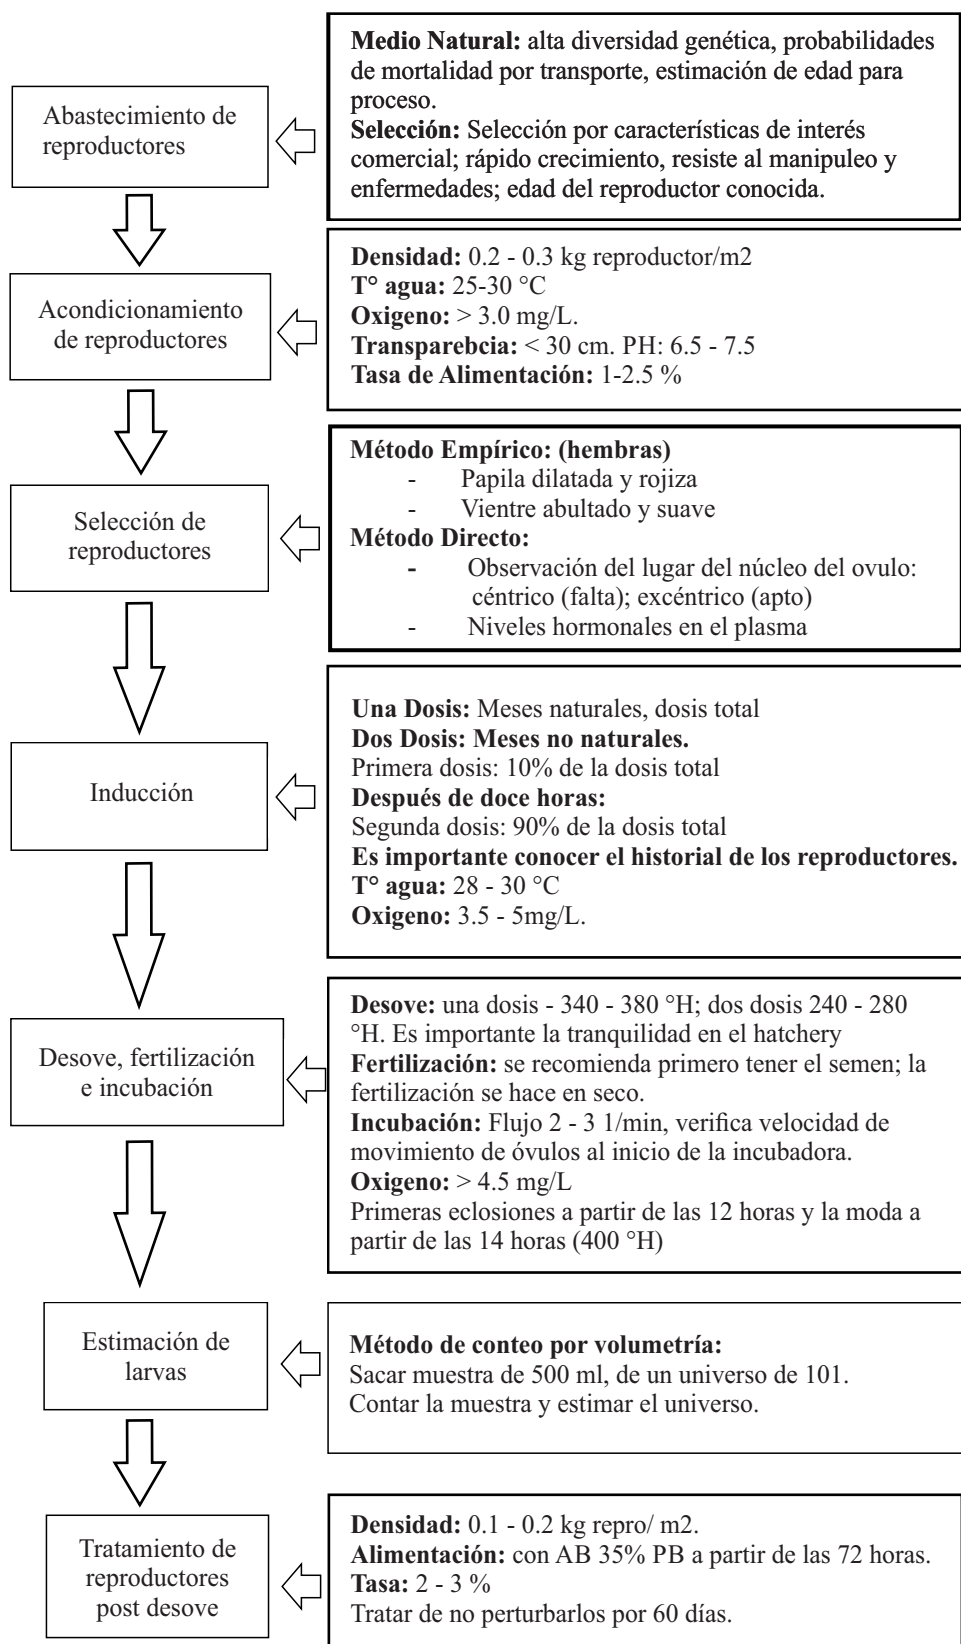 Abastecimiento de
reproductores
Medio Natural: alta diversidad genética, probabilidades
de mortalidad por transporte, estimación de edad para
proceso.
Selección: Selección por características de interés
comercial; rápido crecimiento, resiste al manipuleo y
enfermedades; edad del reproductor conocida.
Acondicionamiento
de reproductores
Densidad: 0.2 - 0.3 kg reproductor/m2
T° agua: 25-30 °C
Oxigeno: > 3.0 mg/L.
Transparebcia: < 30 cm. PH: 6.5 - 7.5
Tasa de Alimentación: 1-2.5 %
Selección de
reproductores
Método Empírico: (hembras)
- Papila dilatada y rojiza
- Vientre abultado y suave
Método Directo:
- Observación del lugar del núcleo del ovulo:
céntrico (falta); excéntrico (apto)
- Niveles hormonales en el plasma
Inducción
Una Dosis: Meses naturales, dosis total
Dos Dosis: Meses no naturales.
Primera dosis: 10% de la dosis total
Después de doce horas:
Segunda dosis: 90% de la dosis total
Es importante conocer el historial de los reproductores.
T° agua: 28 - 30 °C
Oxigeno: 3.5 - 5mg/L.
Desove, fertilización
e incubación
Desove: una dosis - 340 - 380 °H; dos dosis 240 - 280
°H. Es importante la tranquilidad en el hatchery
Fertilización: se recomienda primero tener el semen; la
fertilización se hace en seco.
Incubación: Flujo 2 - 3 1/min, verifica velocidad de
movimiento de óvulos al inicio de la incubadora.
Oxigeno: > 4.5 mg/L
Primeras eclosiones a partir de las 12 horas y la moda a
partir de las 14 horas (400 °H)
Estimación de
larvas
Método de conteo por volumetría:
Sacar muestra de 500 ml, de un universo de 101.
Contar la muestra y estimar el universo.
Tratamiento de
reproductores
post desove
Densidad: 0.1 - 0.2 kg repro/ m2.
Alimentación: con AB 35% PB a partir de las 72 horas.
Tasa: 2 - 3 %
Tratar de no perturbarlos por 60 días.